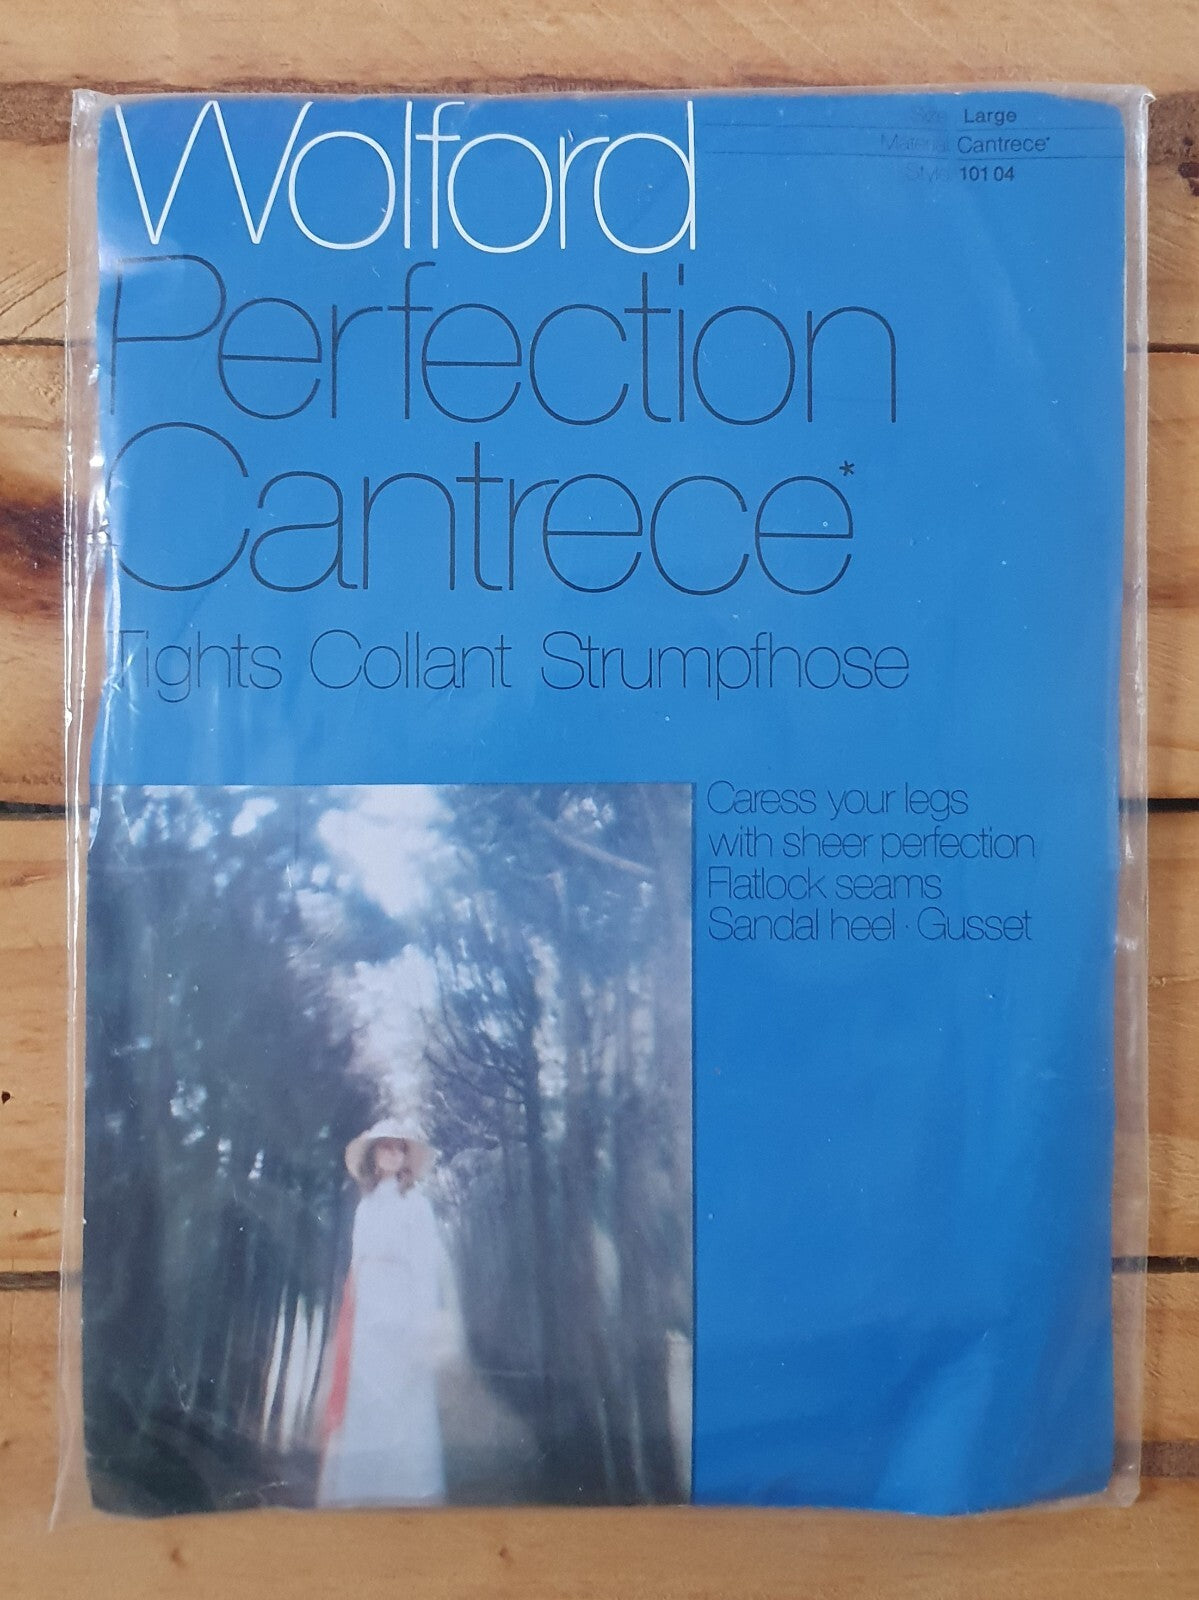 Wolford
Size Large
Material Cantrece*
Style 101 04
Perfection
Cantrece*
Tights Collant Strumpfhose
Caress your legs
with sheer perfection
Flatlock seams
Sandal heel · Gusset